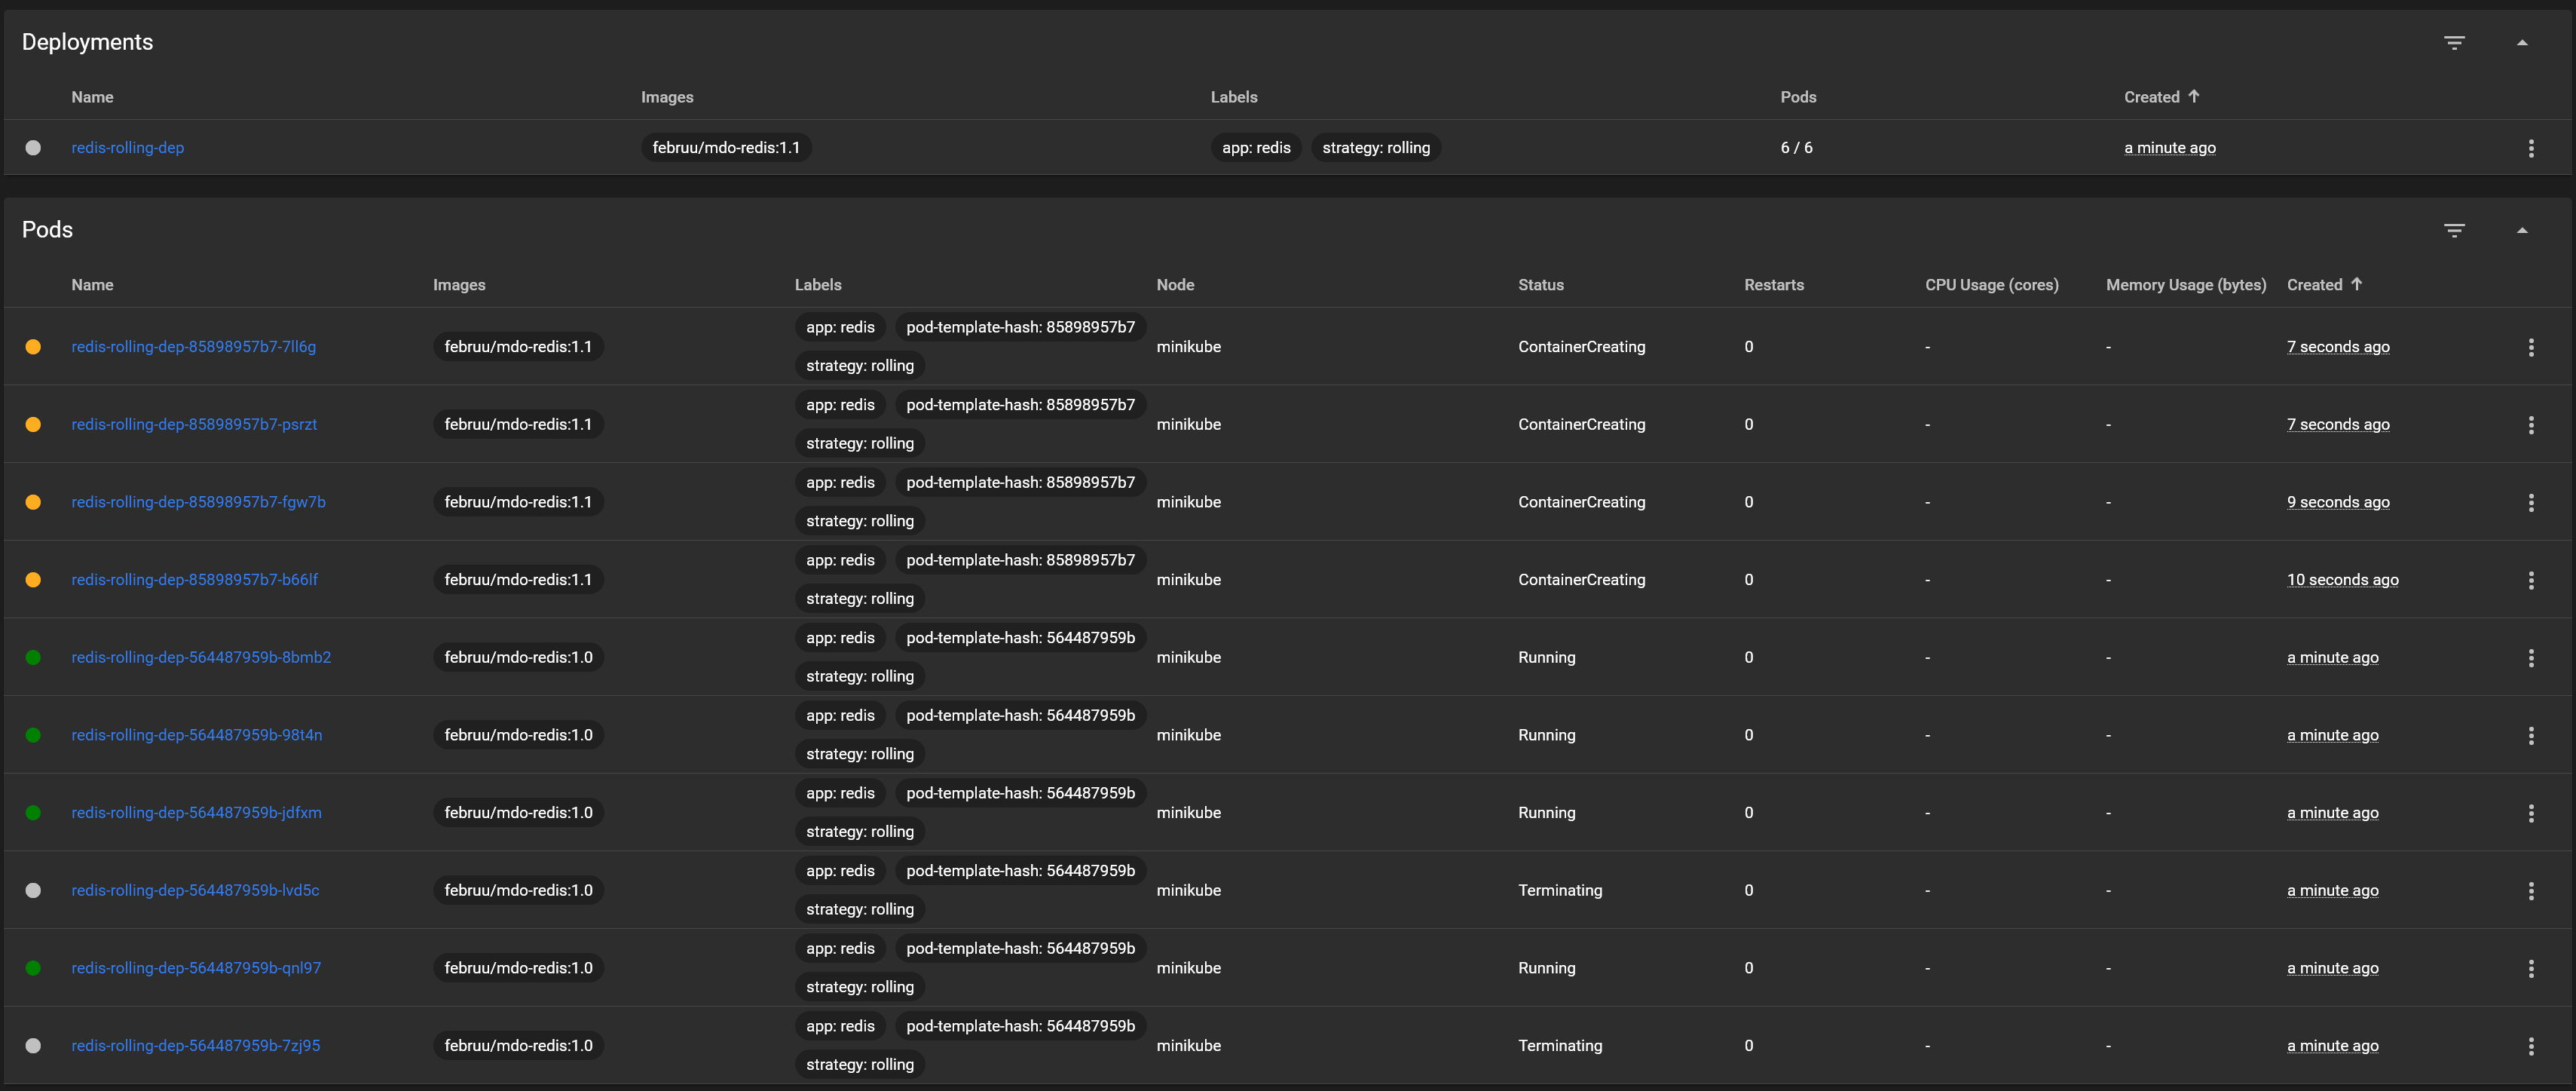 Deployments
Name Images Labels Pods Created
redis-rolling-dep februu/mdo-redis:1.1 app: redis strategy: rolling 6 / 6 a minute ago
Pods
Name Images Labels Node Status Restarts CPU Usage (cores) Memory Usage (bytes) Created
app: redis pod-template-hash: 85898957b7
redis-rolling-dep-85898957b7-7ll6g februu/mdo-redis:1.1 minikube ContainerCreating 0 - - 7 seconds ago
strategy: rolling
app: redis pod-template-hash: 85898957b7
redis-rolling-dep-85898957b7-psrzt februu/mdo-redis:1.1 minikube ContainerCreating 0 - - 7 seconds ago
strategy: rolling
app: redis pod-template-hash: 85898957b7
redis-rolling-dep-85898957b7-fgw7b februu/mdo-redis:1.1 minikube ContainerCreating 0 - - 9 seconds ago
strategy: rolling
app: redis pod-template-hash: 85898957b7
redis-rolling-dep-85898957b7-b66lf februu/mdo-redis:1.1 minikube ContainerCreating 0 - - 10 seconds ago
strategy: rolling
app: redis pod-template-hash: 564487959b
redis-rolling-dep-564487959b-8bmb2 februu/mdo-redis:1.0 minikube Running 0 - - a minute ago
strategy: rolling
app: redis pod-template-hash: 564487959b
redis-rolling-dep-564487959b-98t4n februu/mdo-redis:1.0 minikube Running 0 - - a minute ago
strategy: rolling
app: redis pod-template-hash: 564487959b
redis-rolling-dep-564487959b-jdfxm februu/mdo-redis:1.0 minikube Running 0 - - a minute ago
strategy: rolling
app: redis pod-template-hash: 564487959b
redis-rolling-dep-564487959b-lvd5c februu/mdo-redis:1.0 minikube Terminating 0 - - a minute ago
strategy: rolling
app: redis pod-template-hash: 564487959b
redis-rolling-dep-564487959b-qnl97 februu/mdo-redis:1.0 minikube Running 0 - - a minute ago
strategy: rolling
app: redis pod-template-hash: 564487959b
redis-rolling-dep-564487959b-7zj95 februu/mdo-redis:1.0 minikube Terminating 0 - - a minute ago
strategy: rolling